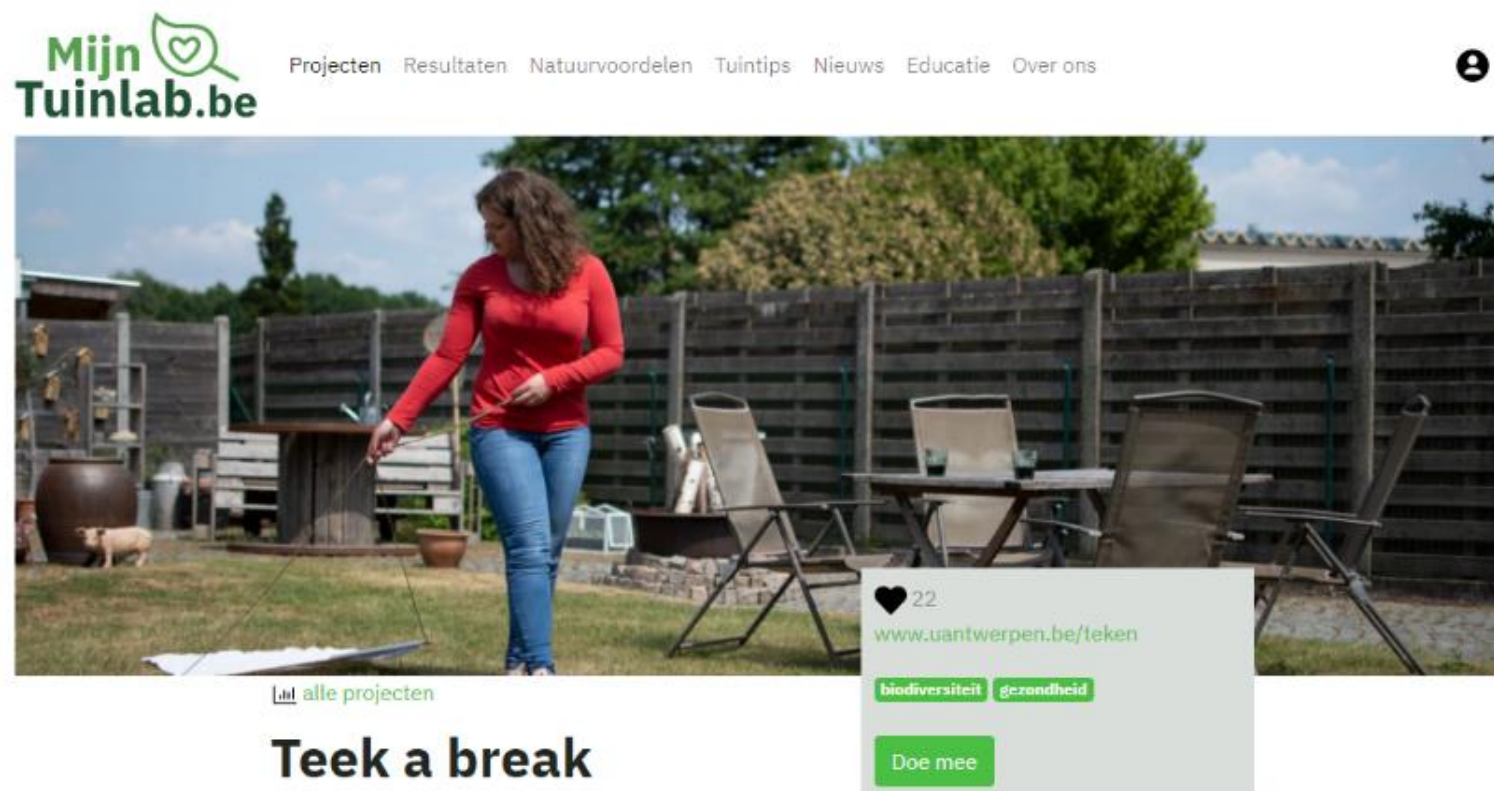 Mijn
Tuinlab.be
Projecten Resultaten Natuurvoordelen Tuintips Nieuws Educatie Over ons
22
www.uantwerpen.be/teken
biodiversiteit gezondheid
alle projecten
Teek a break
Doe mee